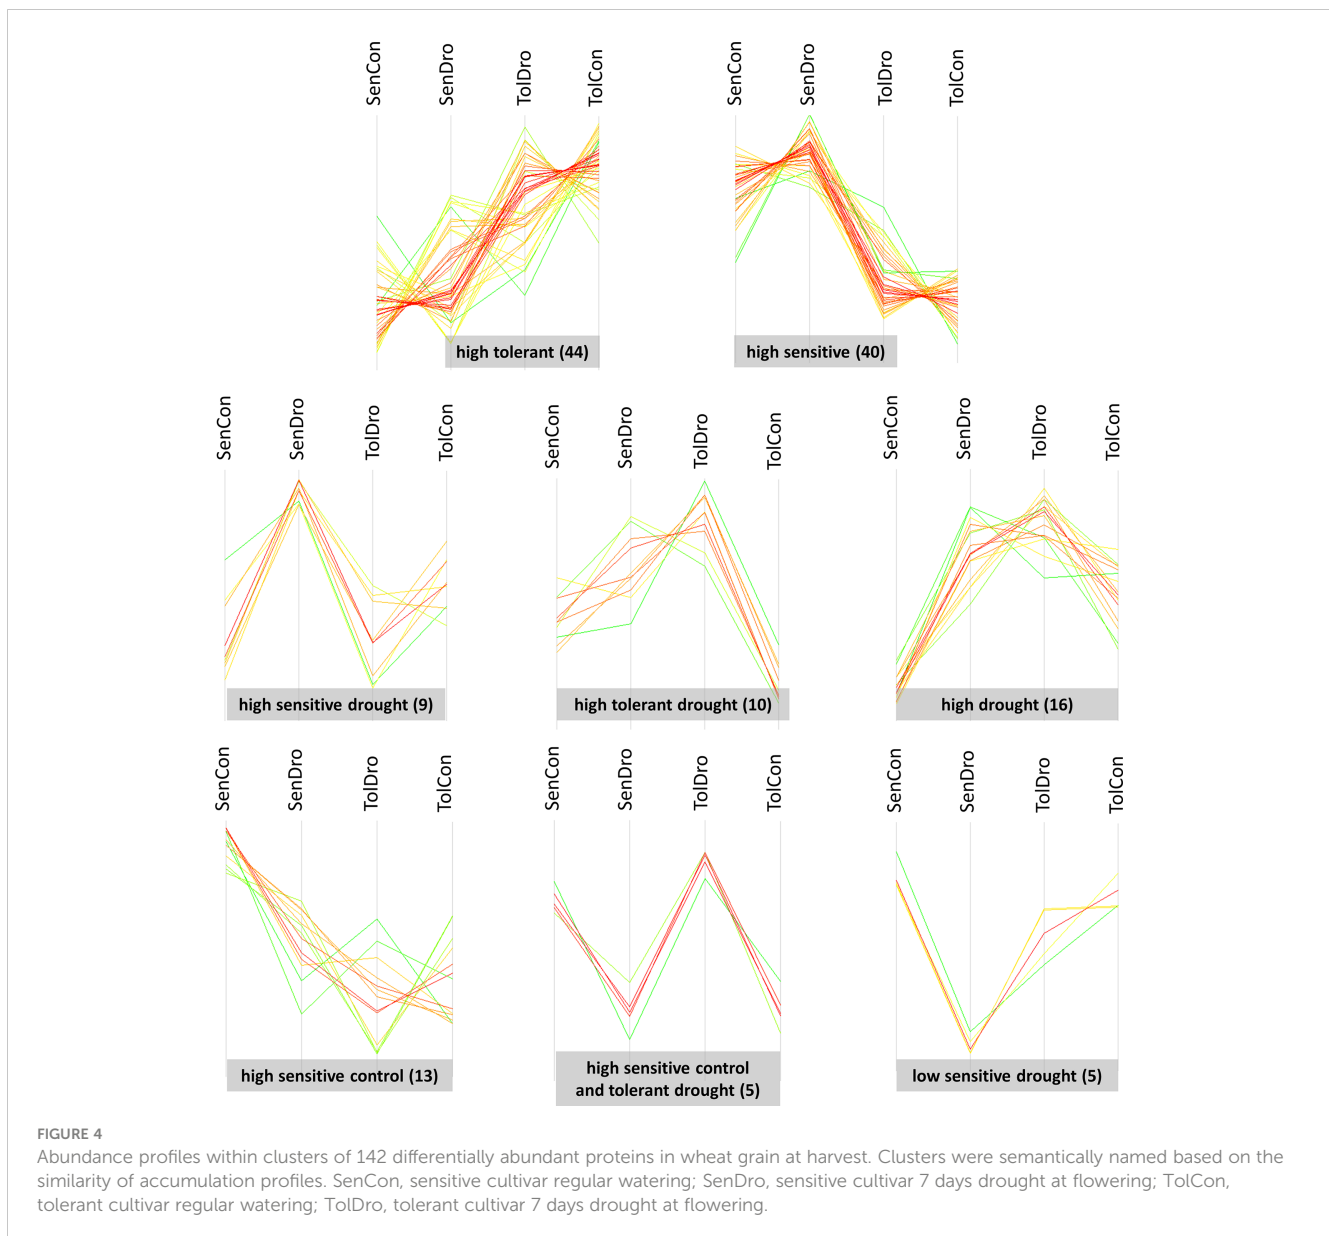 SenCon
SenDro
TolDro
TolCon
high tolerant (44)
SenCon
SenDro
TolDro
TolCon
high sensitive (40)
SenCon
SenDro
TolDro
TolCon
high sensitive drought (9)
SenCon
SenDro
TolDro
TolCon
high tolerant drought (10)
SenCon
SenDro
TolDro
TolCon
high drought (16)
SenCon
SenDro
TolDro
TolCon
high sensitive control (13)
SenCon
SenDro
TolDro
TolCon
high sensitive control
and tolerant drought (5)
SenCon
SenDro
TolDro
TolCon
low sensitive drought (5)
FIGURE 4
Abundance profiles within clusters of 142 differentially abundant proteins in wheat grain at harvest. Clusters were semantically named based on the
similarity of accumulation profiles. SenCon, sensitive cultivar regular watering; SenDro, sensitive cultivar 7 days drought at flowering; TolCon,
tolerant cultivar regular watering; TolDro, tolerant cultivar 7 days drought at flowering.